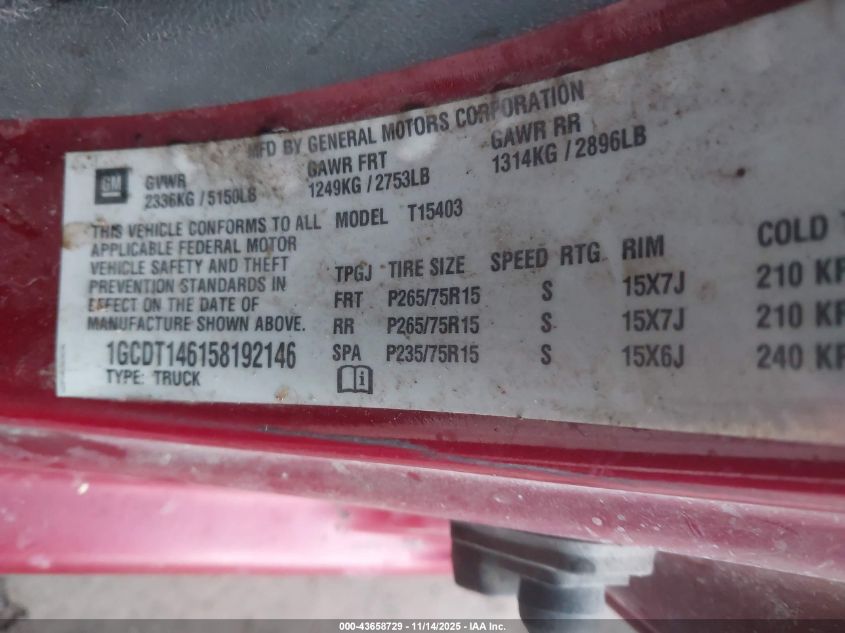 MFD BY GENERAL MOTORS CORPORATION
GM
GVWR GAWR FRT GAWR RR
2336KG / 5150LB 1249KG / 2753LB 1314KG / 2896LB
THIS VEHICLE CONFORMS TO ALL
APPLICABLE FEDERAL MOTOR
VEHICLE SAFETY AND THEFT
PREVENTION STANDARDS IN
EFFECT ON THE DATE OF
MANUFACTURE SHOWN ABOVE.
1GCDT146158192146
TYPE: TRUCK
MODEL T15403
TPGJ TIRE SIZE SPEED RTG RIM COLD
FRT P265/75R15 S 15X7J 210
RR P265/75R15 S 15X7J 210
SPA P235/75R15 S 15X6J 240
000-43658729 - 11/14/2025 - IAA Inc.